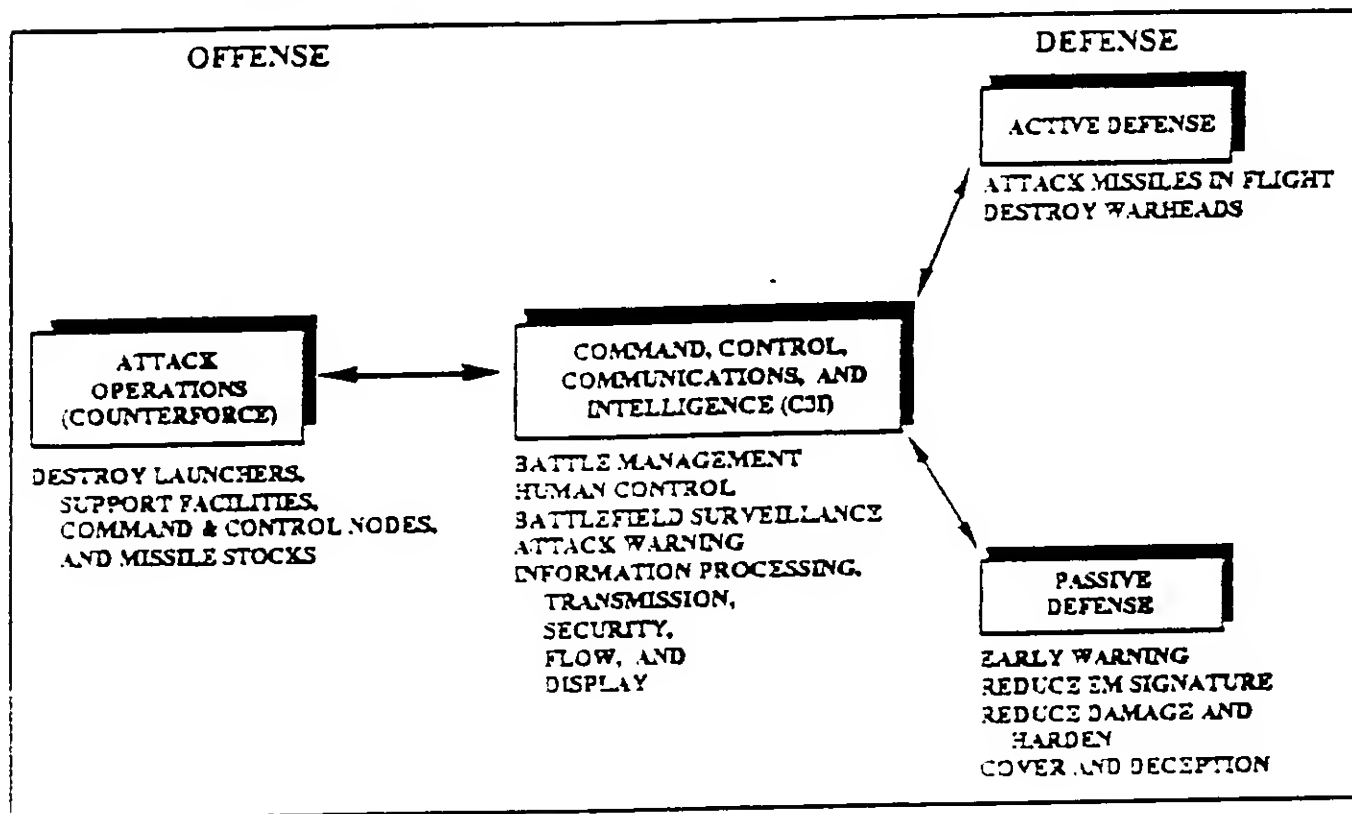 OFFENSE
DEFENSE
ACTIVE DEFENSE
ATTACK MISSILES IN FLIGHT
DESTROY WARHEADS
ATTACK
OPERATIONS
(COUNTERFORCE)
DESTROY LAUNCHERS,
SUPPORT FACILITIES,
COMMAND & CONTROL NODES,
AND MISSILE STOCKS
COMMAND, CONTROL,
COMMUNICATIONS, AND
INTELLIGENCE (C3I)
BATTLE MANAGEMENT
HUMAN CONTROL
BATTLEFIELD SURVEILLANCE
ATTACK WARNING
INFORMATION PROCESSING,
TRANSMISSION,
SECURITY,
FLOW, AND
DISPLAY
PASSIVE
DEFENSE
EARLY WARNING
REDUCE EM SIGNATURE
REDUCE DAMAGE AND
HARDEN
COVER AND DECEPTION